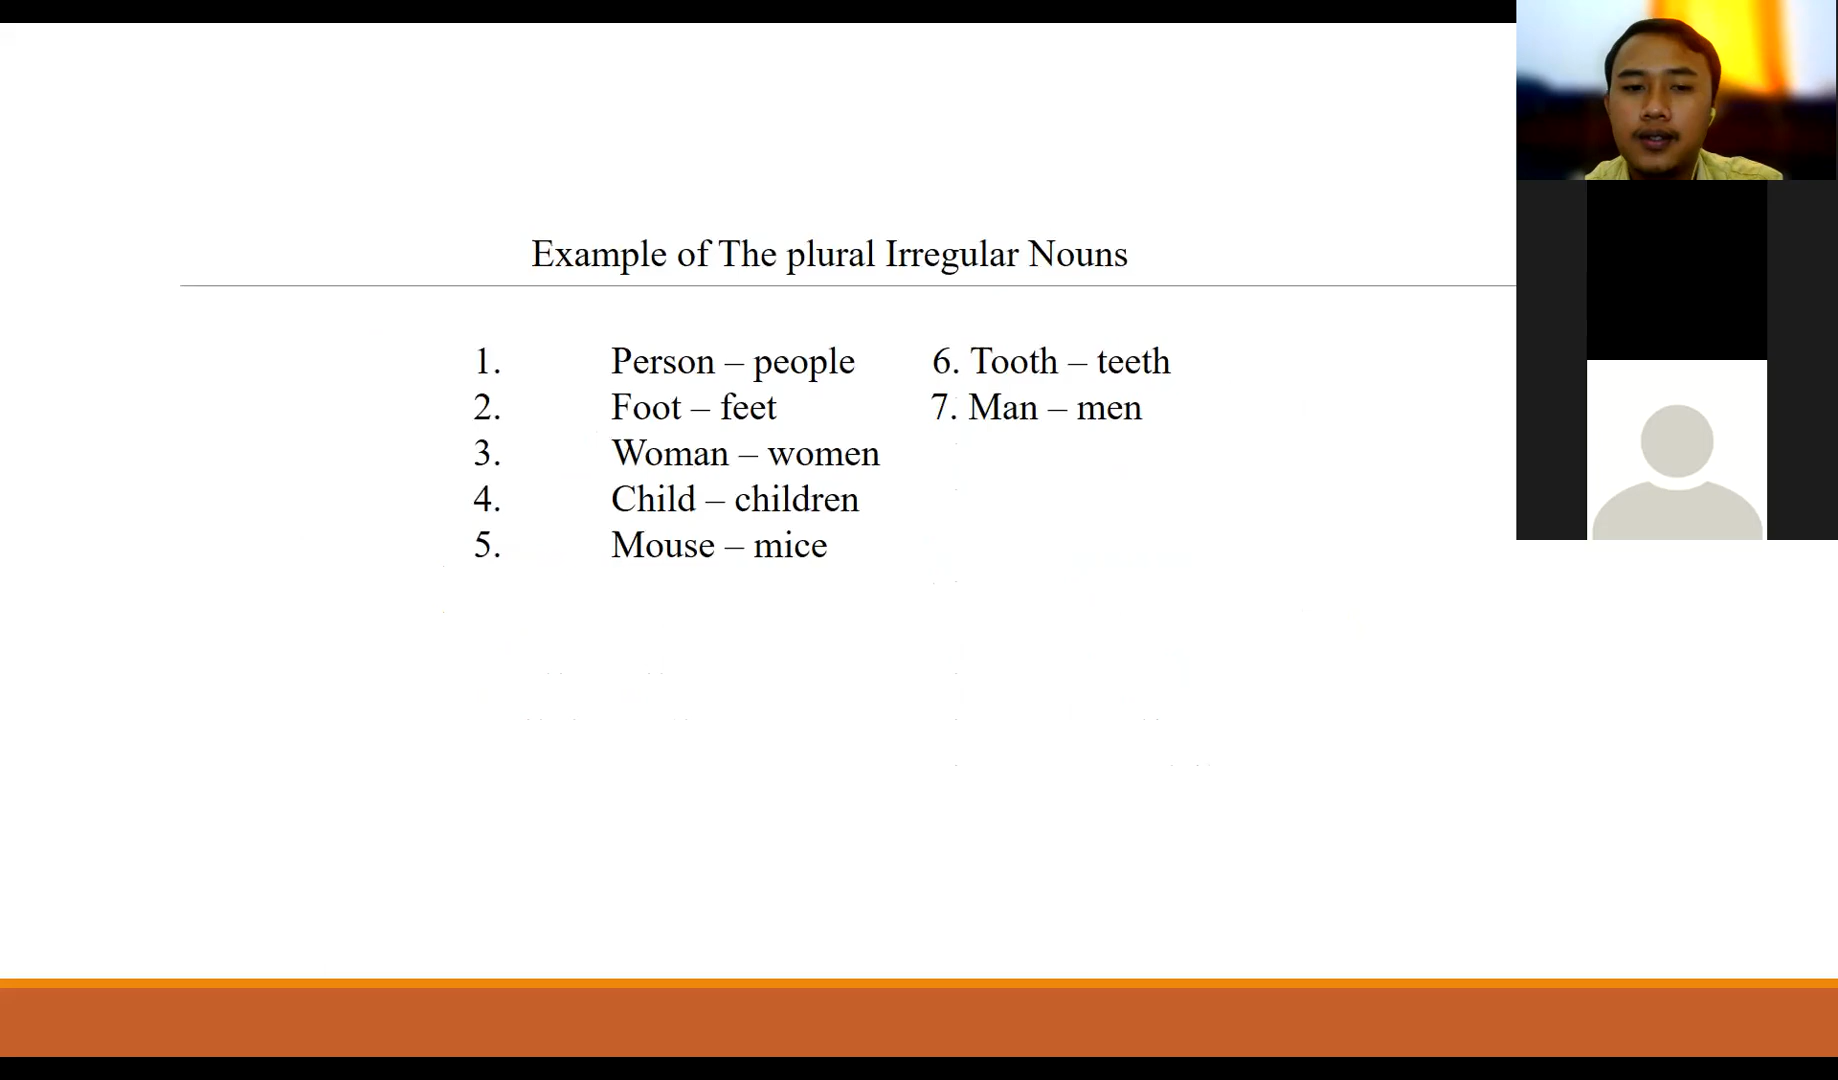 Example of The plural Irregular Nouns
1. Person – people
2. Foot – feet
3. Woman – women
4. Child – children
5. Mouse – mice
6. Tooth – teeth
7. Man – men